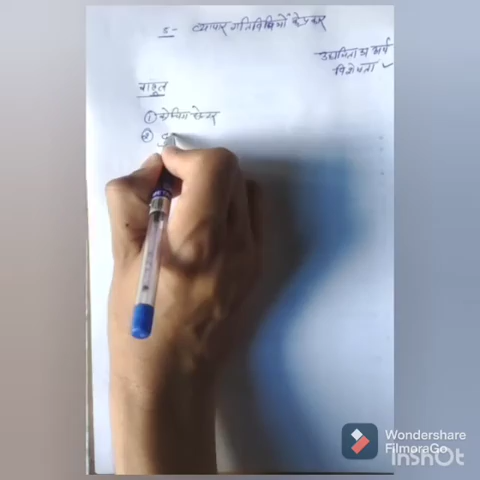 5- व्यापार गतिविधियों के प्रकार
उद्यमिता का अर्थ
विशेषता ✓
राहुल
①
②
Wondershare
FilmoraGo
InShOt